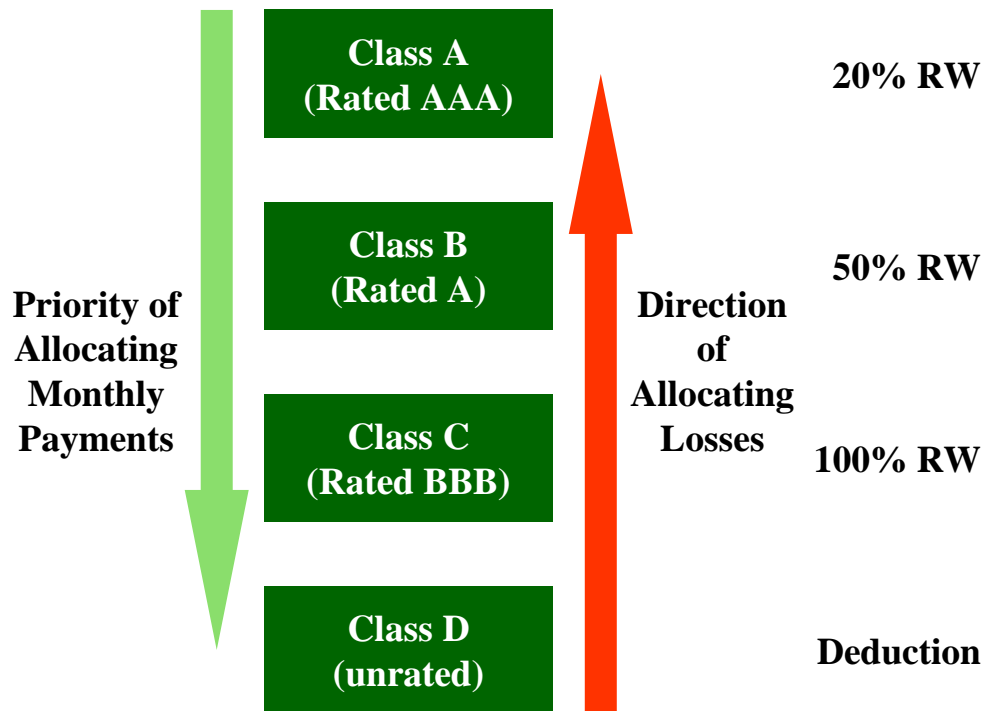 Class A
(Rated AAA)
20% RW
Class B
(Rated A)
50% RW
Priority of
Allocating
Monthly
Payments
Direction
of
Allocating
Losses
Class C
(Rated BBB)
100% RW
Class D
(unrated)
Deduction